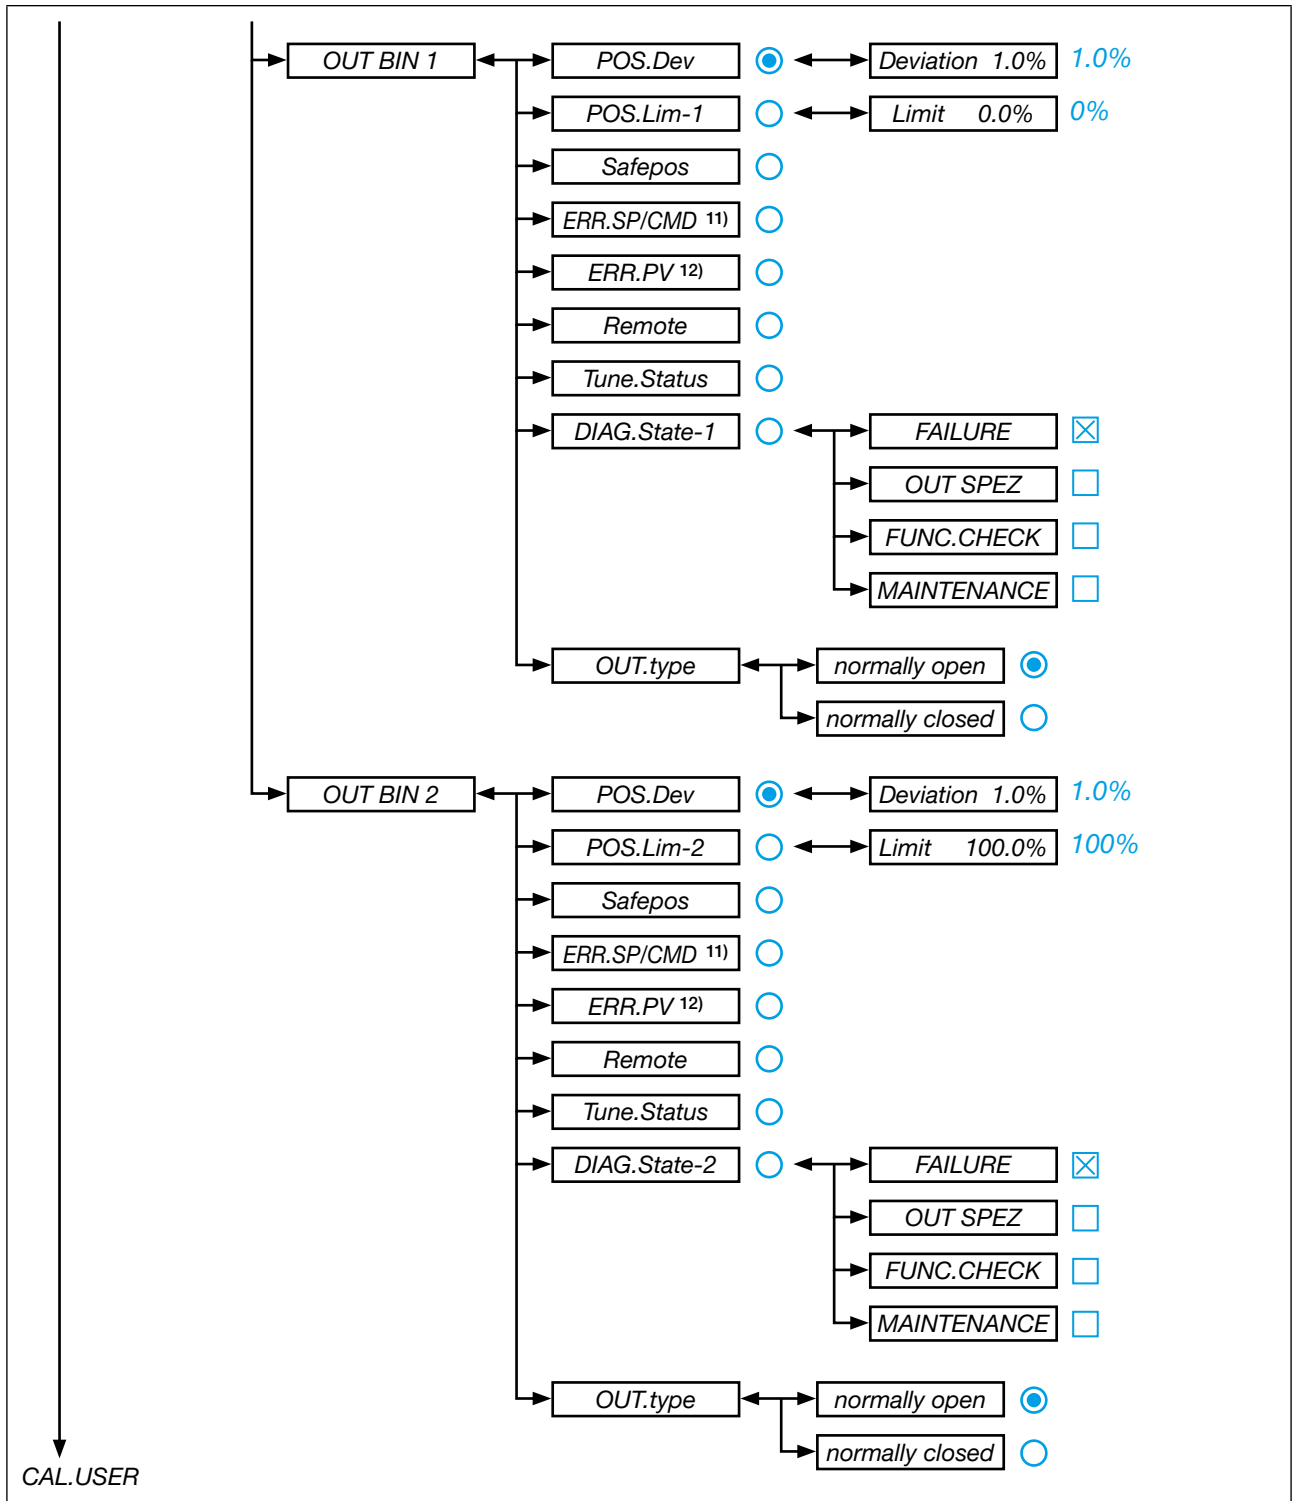 OUT BIN 1 POS.Dev Deviation 1.0% 1.0%
POS.Lim-1 Limit 0.0% 0%
Safepos
ERR.SP/CMD 11)
ERR.PV 12)
Remote
Tune.Status
DIAG.State-1 FAILURE
OUT SPEZ
FUNC.CHECK
MAINTENANCE
OUT.type normally open
normally closed
OUT BIN 2 POS.Dev Deviation 1.0% 1.0%
POS.Lim-2 Limit 100.0% 100%
Safepos
ERR.SP/CMD 11)
ERR.PV 12)
Remote
Tune.Status
DIAG.State-2 FAILURE
OUT SPEZ
FUNC.CHECK
MAINTENANCE
OUT.type normally open
normally closed
CAL.USER